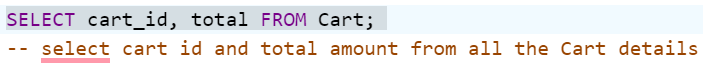 SELECT cart_id, total FROM Cart;
-- select cart id and total amount from all the Cart details